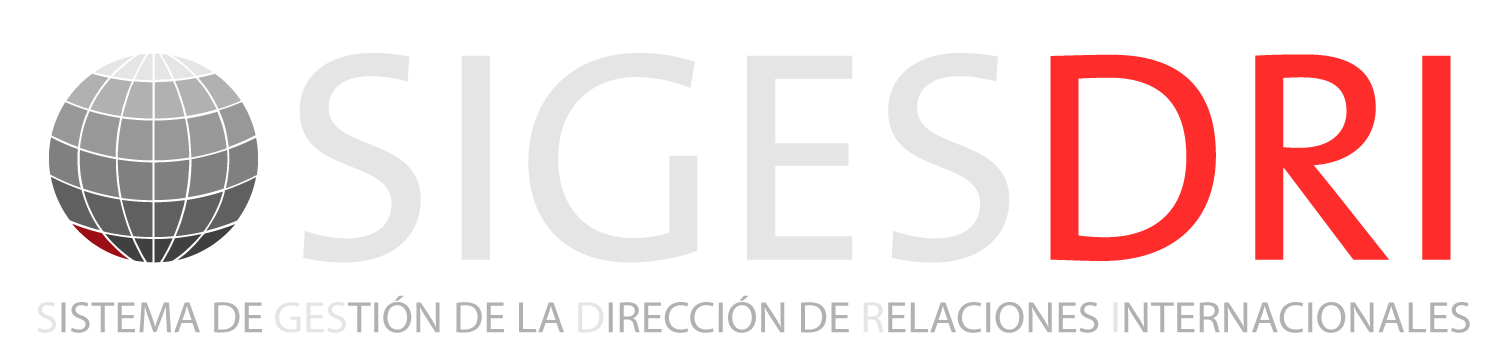 SIGESDRI
SISTEMA DE GESTIÓN DE LA DIRECCIÓN DE RELACIONES INTERNACIONALES